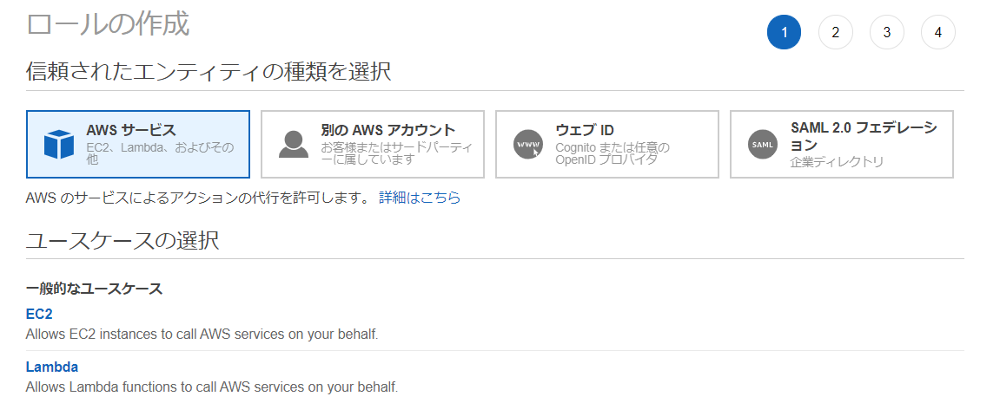 ロールの作成
1 2 3 4
信頼されたエンティティの種類を選択
AWS サービス
EC2、Lambda、およびその
他
別の AWS アカウント
お客様またはサードパーティ
ーに属しています
WWW
ウェブ ID
Cognito または任意の
OpenID プロバイダ
SAML
SAML 2.0 フェデレーシ
ョン
企業ディレクトリ
AWS のサービスによるアクションの代行を許可します。 詳細はこちら
ユースケースの選択
一般的なユースケース
EC2
Allows EC2 instances to call AWS services on your behalf.
Lambda
Allows Lambda functions to call AWS services on your behalf.